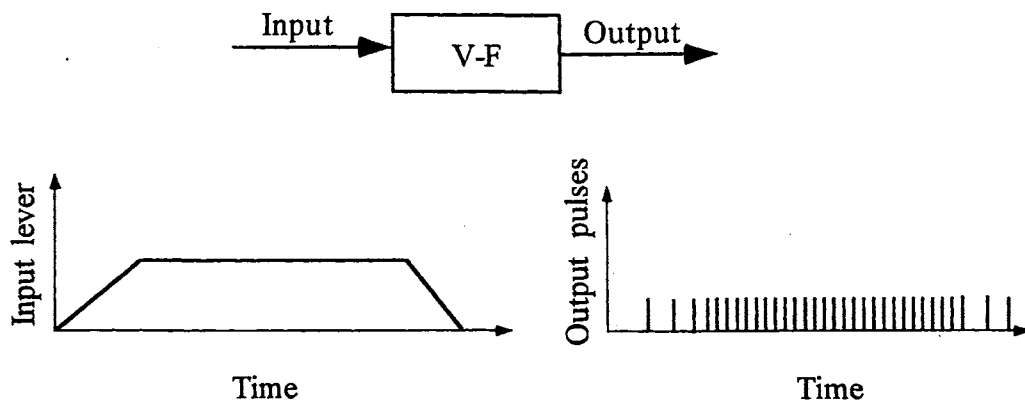 Input
V-F
Output
Input lever
Time
Output pulses
Time